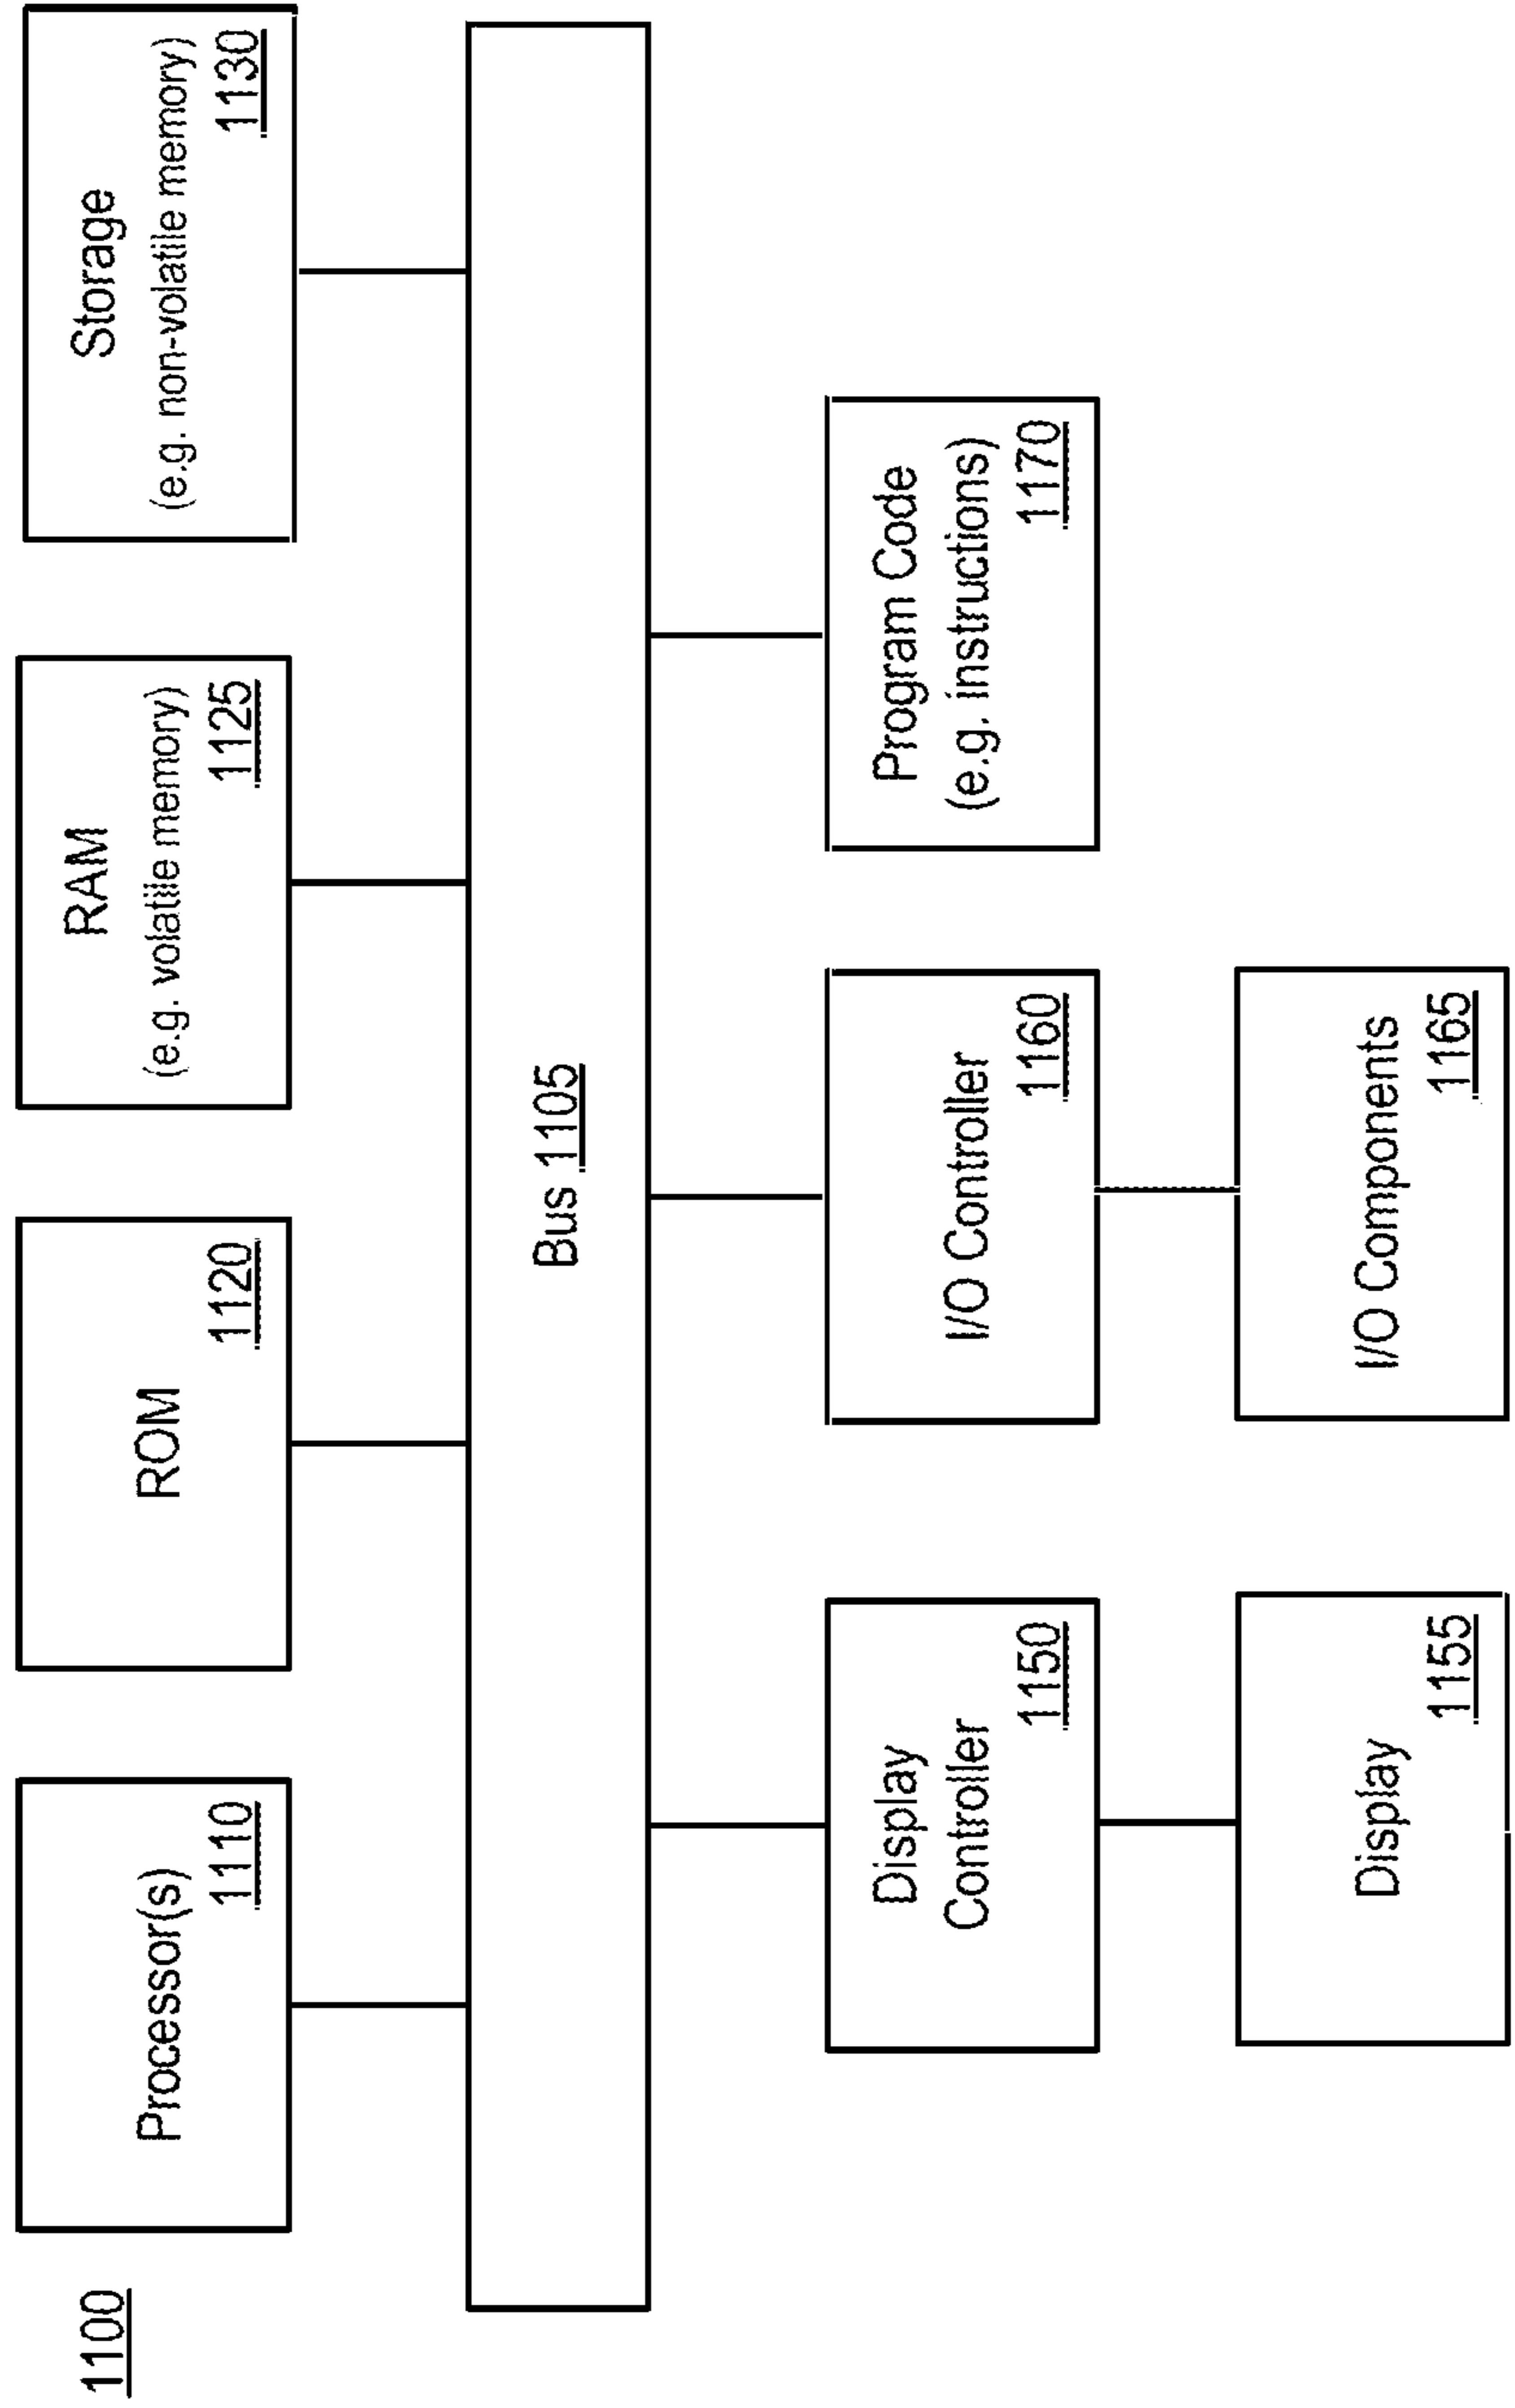 1100
Processor(s)
1110
ROM
1120
RAM
(e.g. volatile memory)
1125
Storage
(e.g. non-volatile memory)
1130
Bus 1105
Display
Controller
1150
I/O Controller
1160
Program Code
(e.g. instructions)
1170
Display
1155
I/O Components
1165